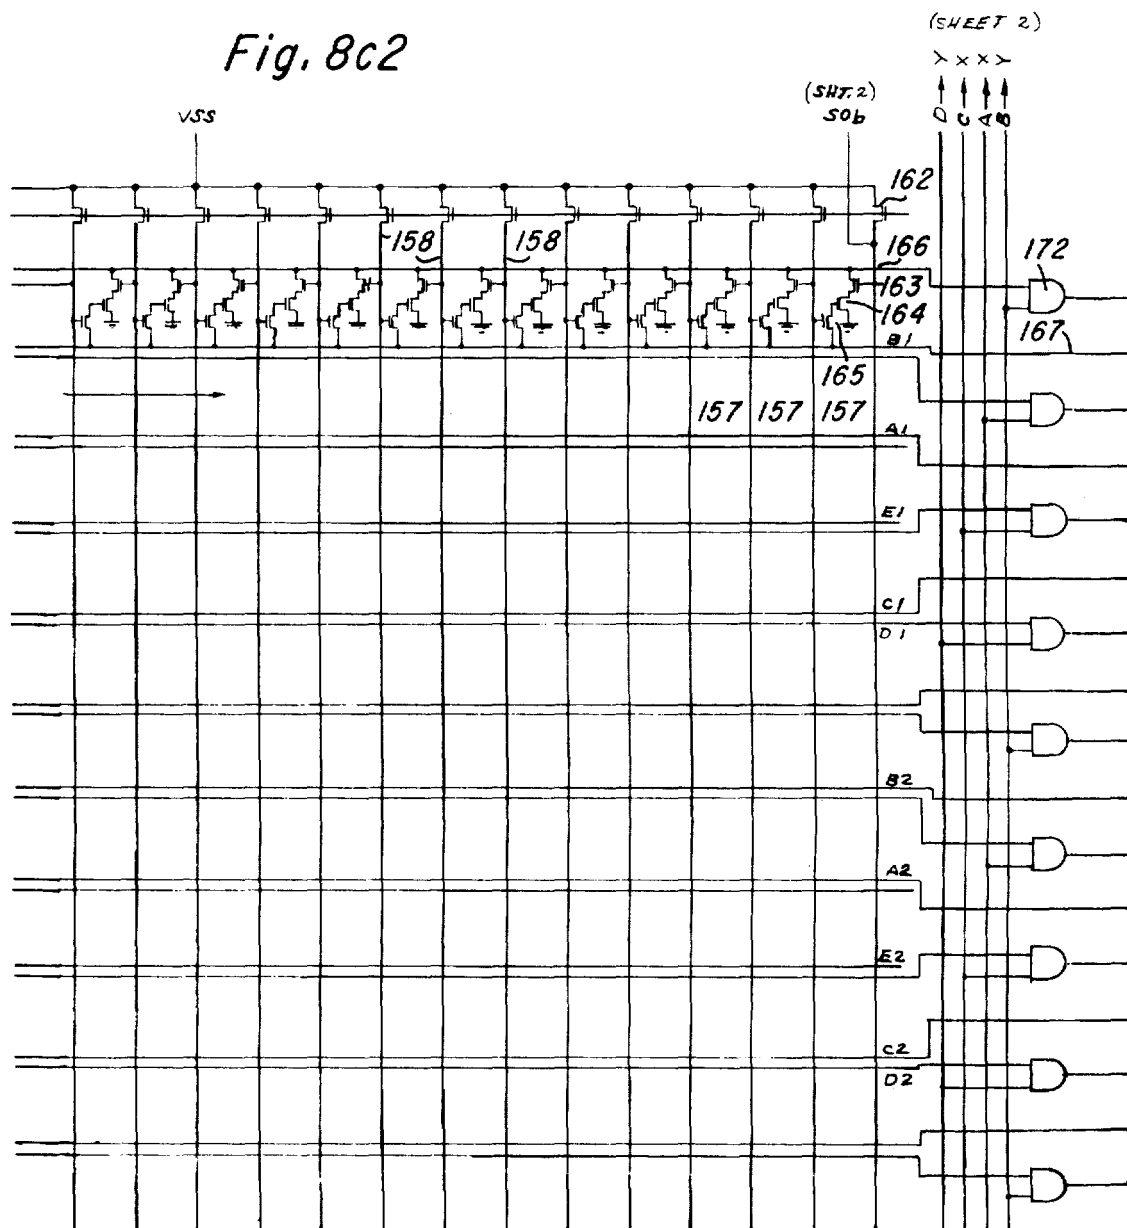 (SHEET 2)
Fig. 8c2
Y X X Y
(SHT. 2)
VSS
SOb
D C A B
162
158
158
166
172
163
164
B1
167
165
157 157 157
A1
E1
C1
D1
B2
A2
E2
C2
D2